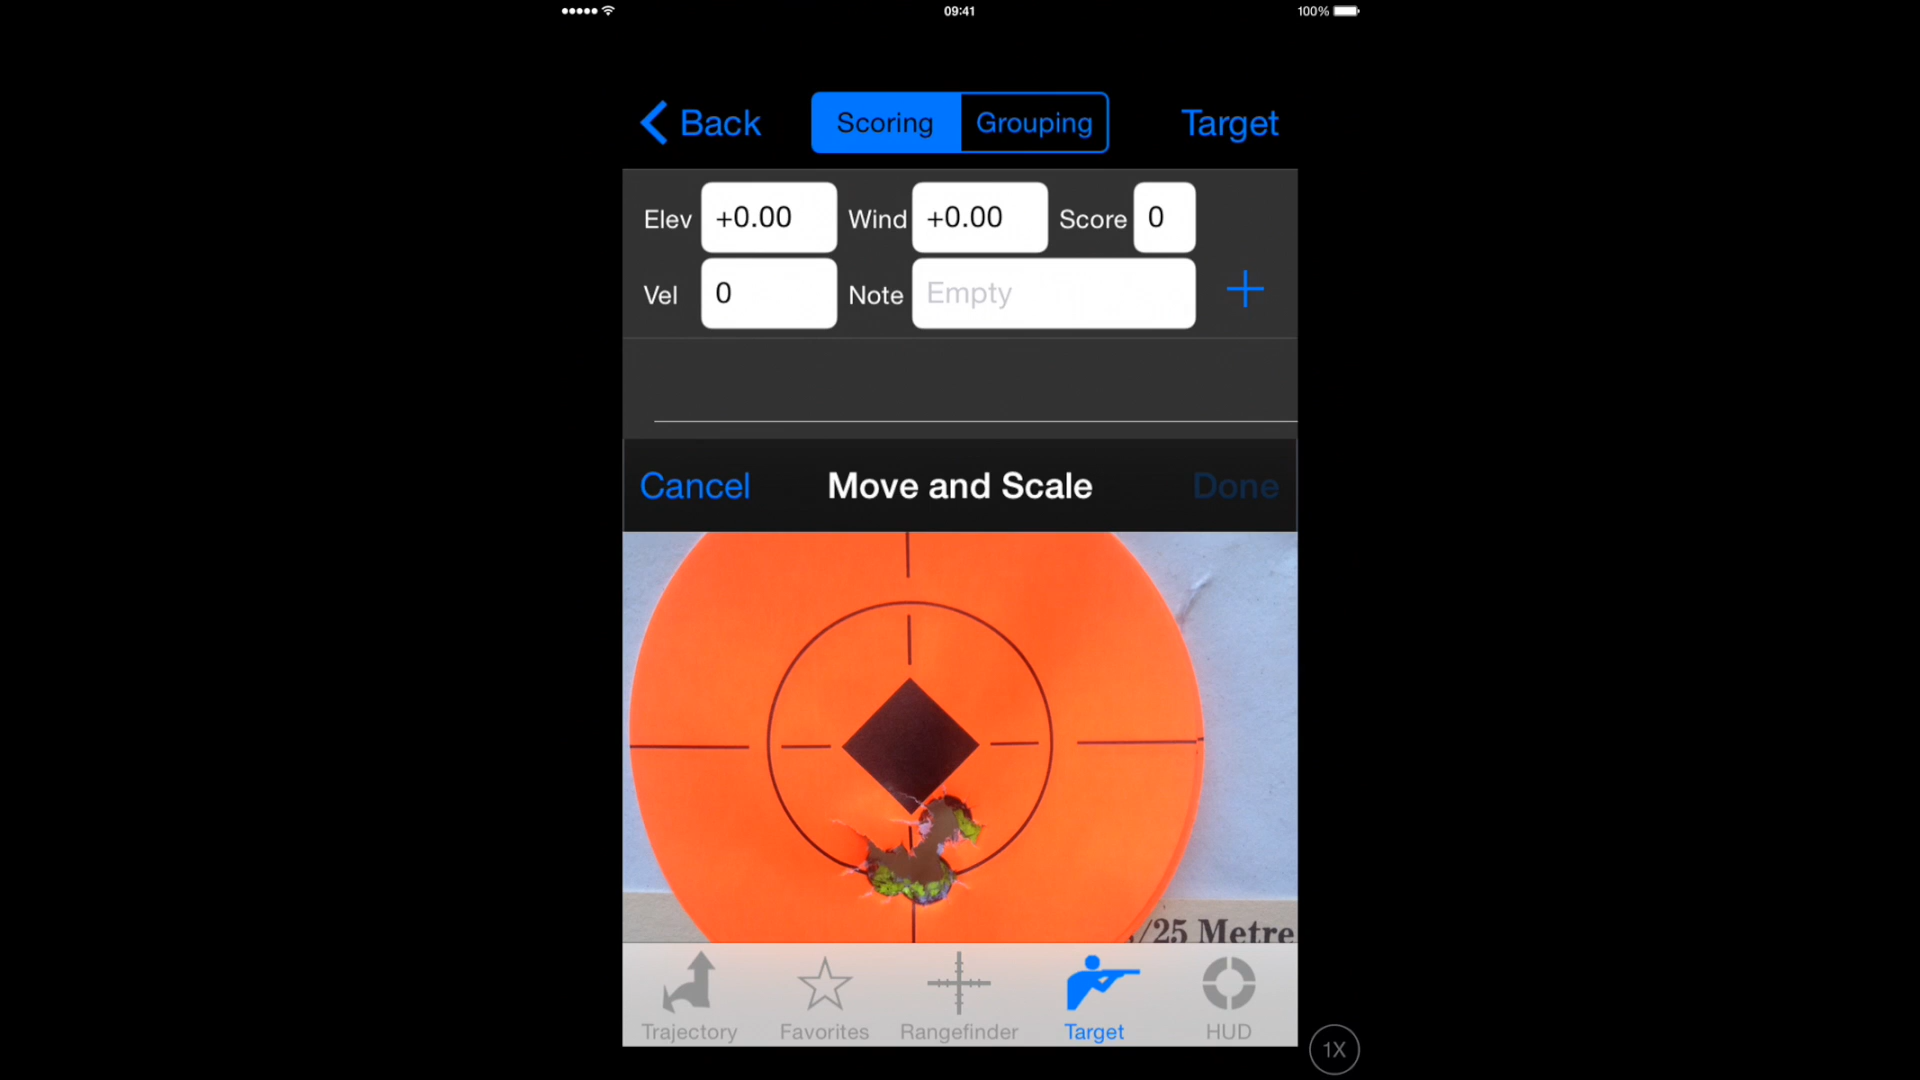 09:41
100%
Back Scoring Grouping Target
Elev +0.00 Wind +0.00 Score 0
Vel 0 Note Empty
Cancel Move and Scale Done
/25 Metre
Trajectory Favorites Rangefinder Target HUD
1X